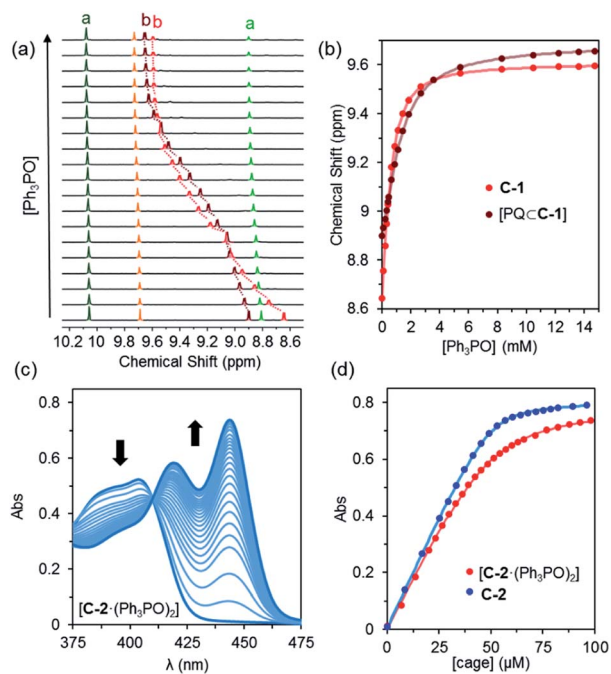 (a)
a b b a
[Ph3PO]
10.2 10 9.8 9.6 9.4 9.2 9.0 8.8 8.6
Chemical Shift (ppm)
(b)
Chemical Shift (ppm)
9.6
9.4
9.2
9
8.8
8.6
C-1
[PQ⊂C-1]
0 2 4 6 8 10 12 14
[Ph3PO] (mM)
(c)
Abs
0.8
0.6
0.4
0.2
0
[C-2·(Ph3PO)2]
375 400 425 450 475
λ (nm)
(d)
Abs
0.8
0.6
0.4
0.2
0
[C-2·(Ph3PO)2]
C-2
0 25 50 75 100
[cage] (μM)